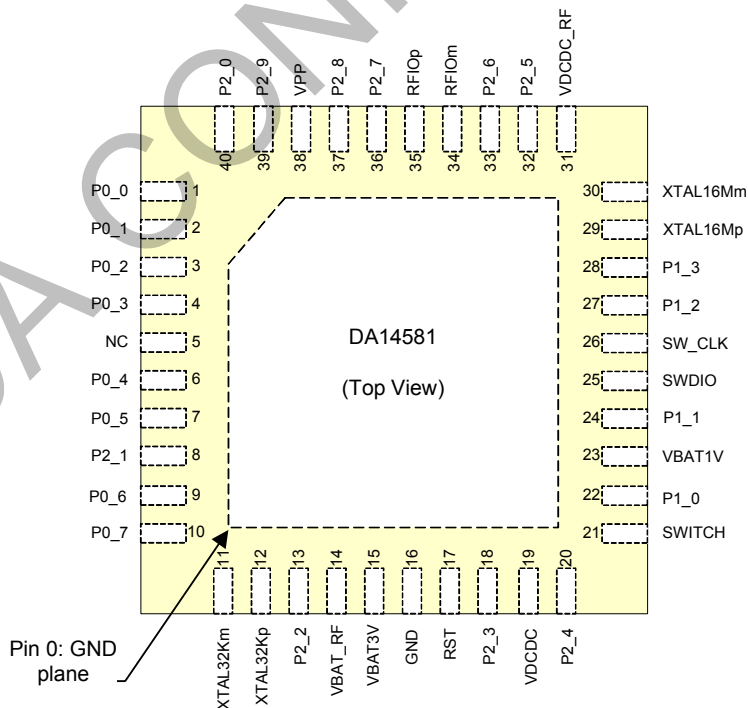 P2_0
P2_9
VPP
P2_8
P2_7
RFIOp
RFIOm
P2_6
P2_5
VDCDC_RF
40
39
38
37
36
35
34
33
32
31
P0_0 1
P0_1 2
P0_2 3
P0_3 4
NC 5
P0_4 6
P0_5 7
P2_1 8
P0_6 9
P0_7 10
DA14581
(Top View)
30 XTAL16Mm
29 XTAL16Mp
28 P1_3
27 P1_2
26 SW_CLK
25 SWDIO
24 P1_1
23 VBAT1V
22 P1_0
21 SWITCH
11
12
13
14
15
16
17
18
19
20
XTAL32Km
XTAL32Kp
P2_2
VBAT_RF
VBAT3V
GND
RST
P2_3
VDCDC
P2_4
Pin 0: GND
plane